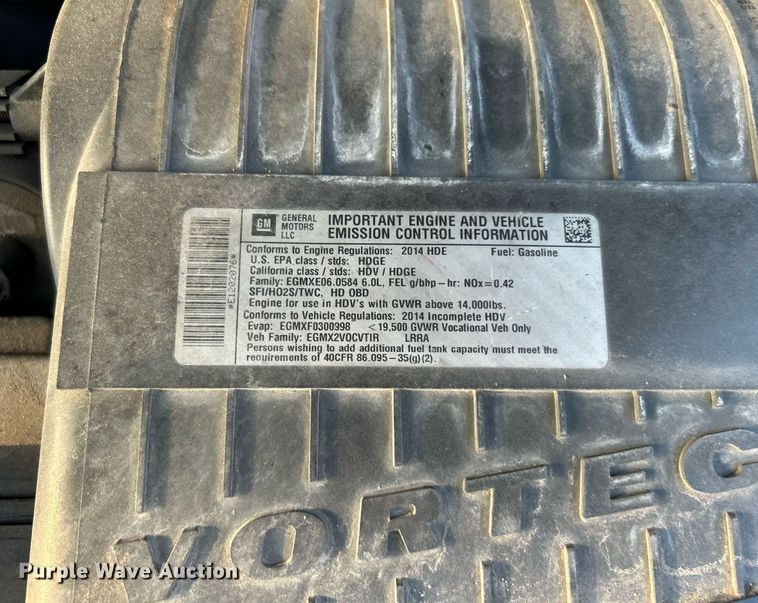 GM
GENERAL MOTORS LLC
IMPORTANT ENGINE AND VEHICLE
EMISSION CONTROL INFORMATION
Conforms to Engine Regulations: 2014 HDE Fuel: Gasoline
U.S. EPA class / stds: HDGE
California class / stds: HDV / HDGE
Family: EGMXE06.0584 6.0L, FEL g/bhp-hr: NOx=0.42
SFI/HO2S/TWC, HD OBD
Engine for use in HDV's with GVWR above 14,000lbs.
Conforms to Vehicle Regulations: 2014 Incomplete HDV
Evap: EGMXF0300998 <19,500 GVWR Vocational Veh Only
Veh Family: EGMX2VOCVTIR LRRA
Persons wishing to add additional fuel tank capacity must meet the
requirements of 40CFR 86.095-35(g)(2).
*E1202076*
VORTEC
Purple Wave Auction